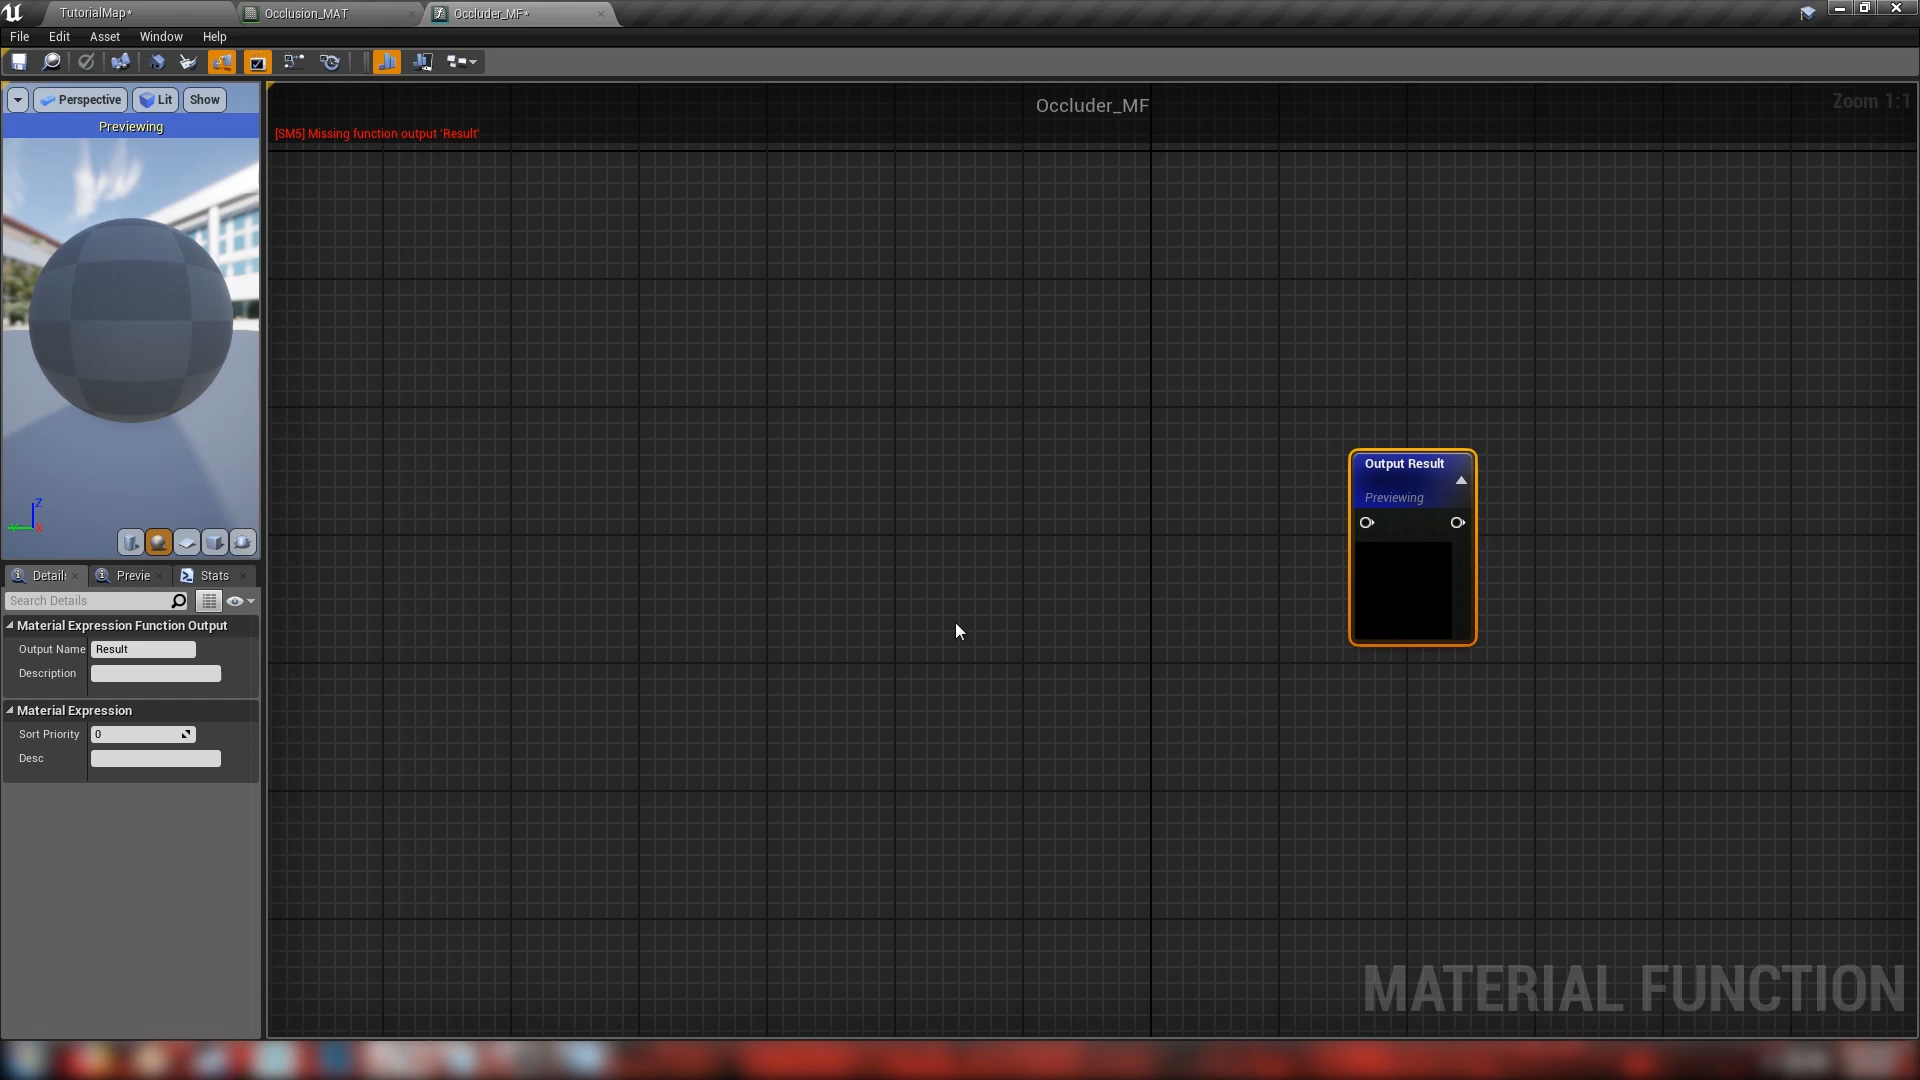 TutorialMap*
Occlusion_MAT
Occluder_MF*
File Edit Asset Window Help
Perspective Lit Show
Previewing
Occluder_MF
Zoom 1:1
[SM5] Missing function output 'Result'
Output Result
Previewing
Z
Details Previe Stats
Search Details
Material Expression Function Output
Output Name Result
Description
Material Expression
Sort Priority 0
Desc
MATERIAL FUNCTION